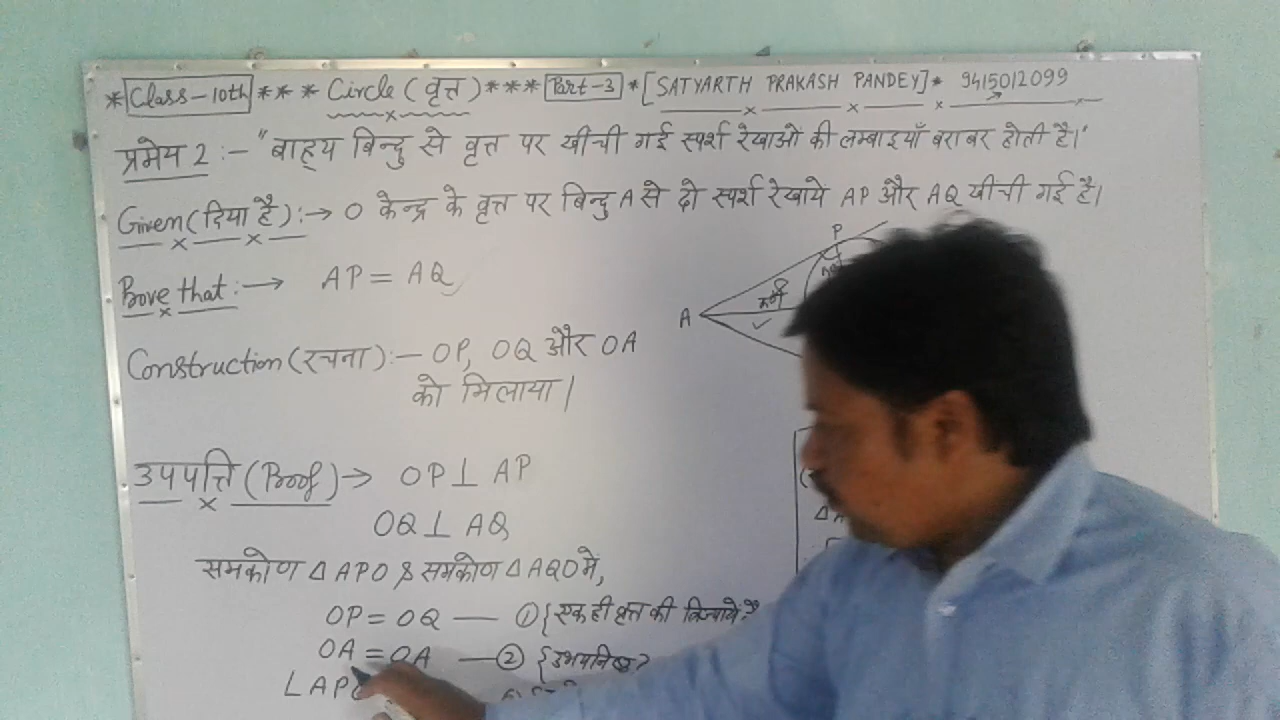 *[Class-10th]*** Circle (वृत्त)***[Part-3]*[SATYARTH PRAKASH PANDEY]* 9415012099
प्रमेय 2:- "बाह्य बिन्दु से वृत्त पर खींची गई स्पर्श रेखाओ की लम्बाइयाँ बराबर होती है।"
Given(दिया है):→ O केन्द्र के वृत्त पर बिन्दु A से दो स्पर्श रेखाये AP और AQ खींची गई है।
Prove that:→ AP = AQ
P
A
Construction(रचना):- OP, OQ और OA
को मिलाया।
उपपत्ति (Proof)→ OP⊥AP
OQ⊥AQ
समकोण ΔAPO & समकोण ΔAQO में,
OP = OQ — ① {एक ही वृत्त की त्रिज्याये है
OA = OA — ② {उभयनिष्ठ}
∠AP